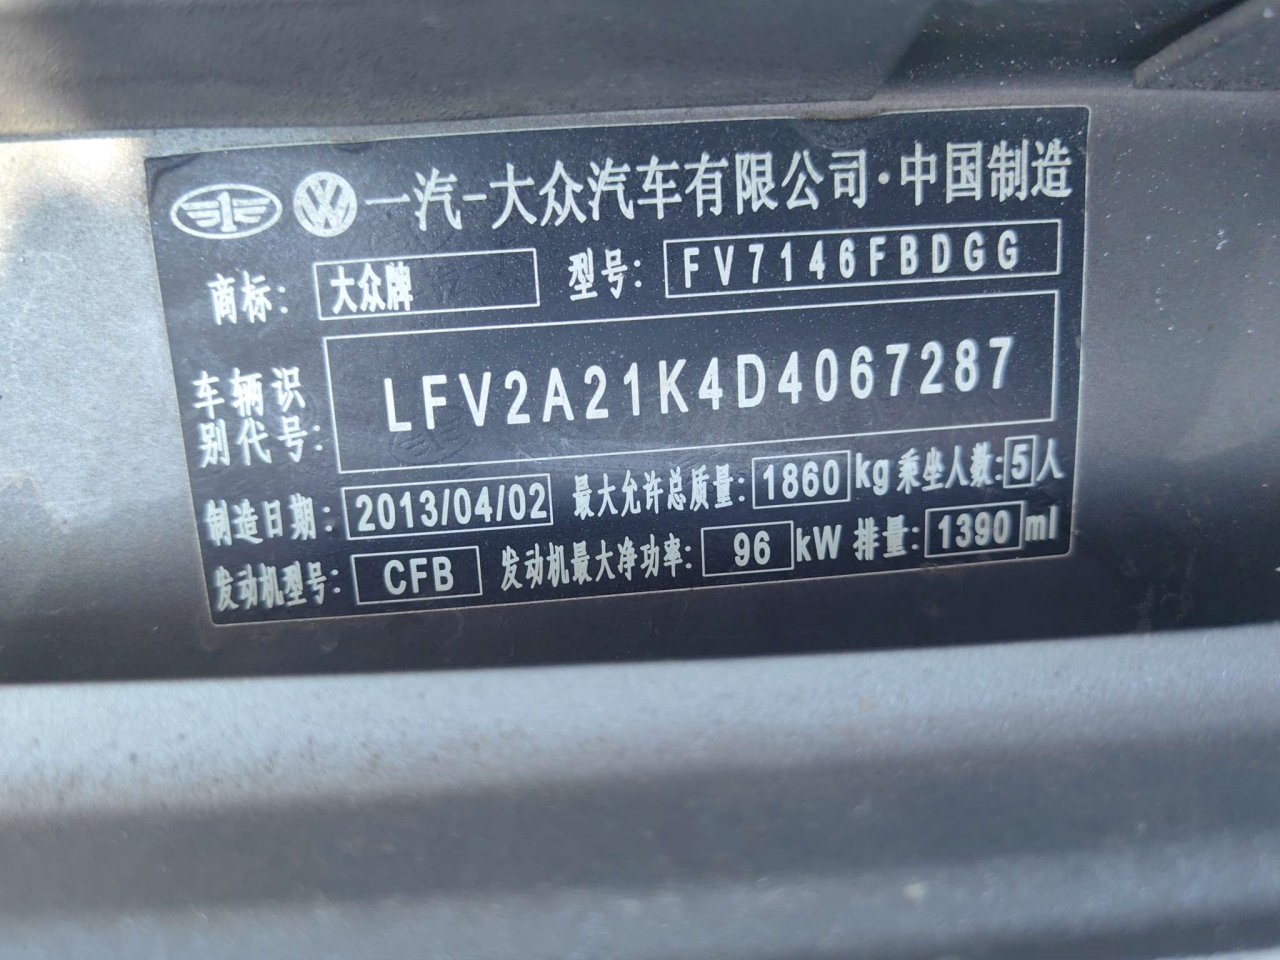 一汽-大众汽车有限公司·中国制造
商标: 大众牌 型号: FV7146FBDGG
车辆识别代号: LFV2A21K4D4067287
制造日期: 2013/04/02 最大允许总质量: 1860 kg 乘坐人数: 5 人
发动机型号: CFB 发动机最大净功率: 96 kW 排量: 1390 ml